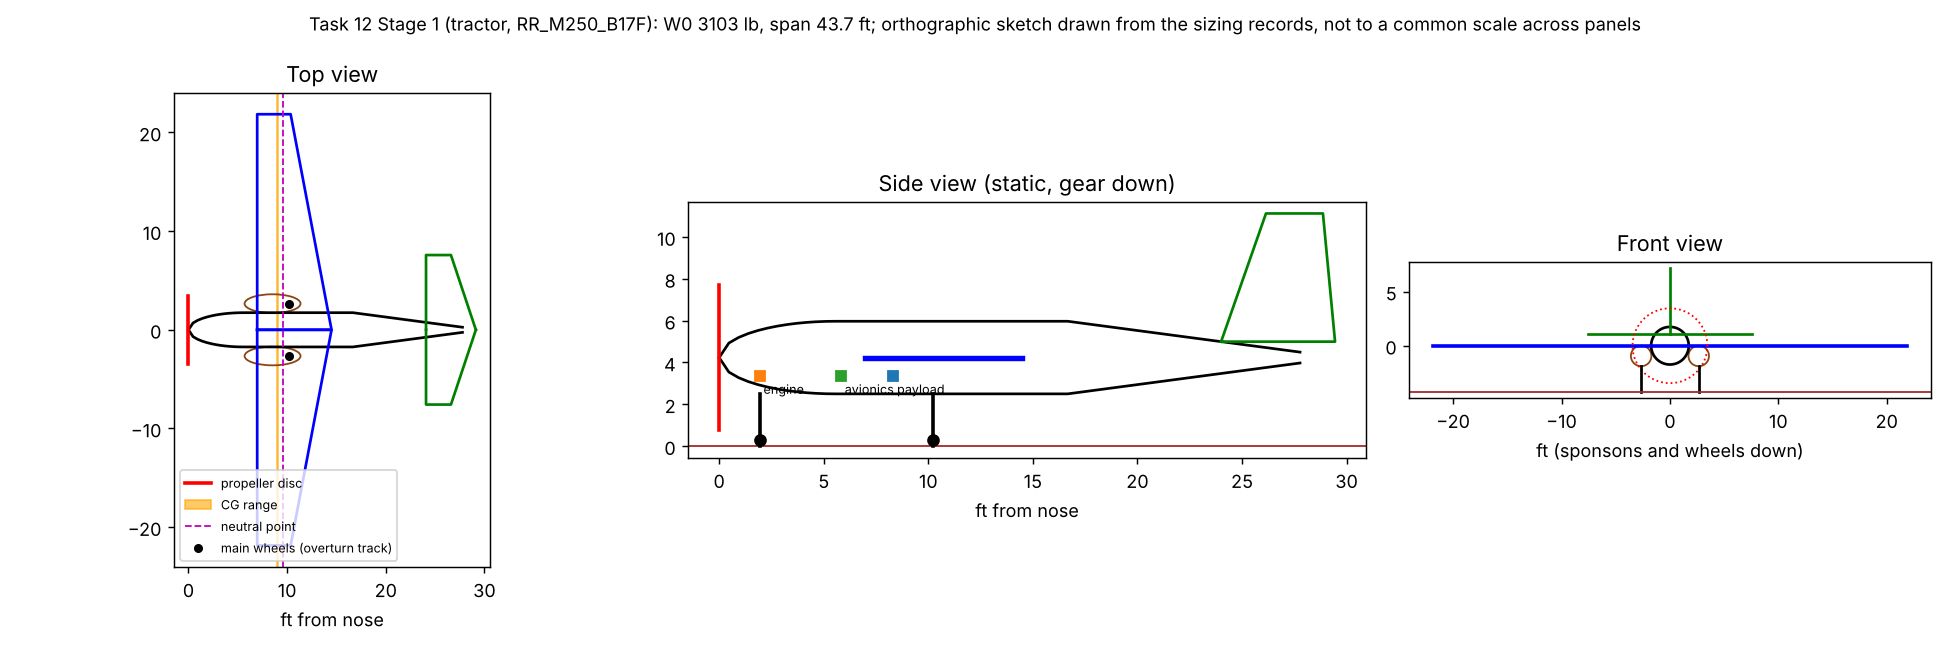 Task 12 Stage 1 (tractor, RR_M250_B17F): W0 3103 lb, span 43.7 ft; orthographic sketch drawn from the sizing records, not to a common scale across panels
Top view
20
10
0
−10
−20
propeller disc
CG range
neutral point
main wheels (overturn track)
0 10 20 30
ft from nose
Side view (static, gear down)
10
8
6
4
2
0
engine
avionics
payload
0 5 10 15 20 25 30
ft from nose
Front view
5
0
−20 −10 0 10 20
ft (sponsons and wheels down)